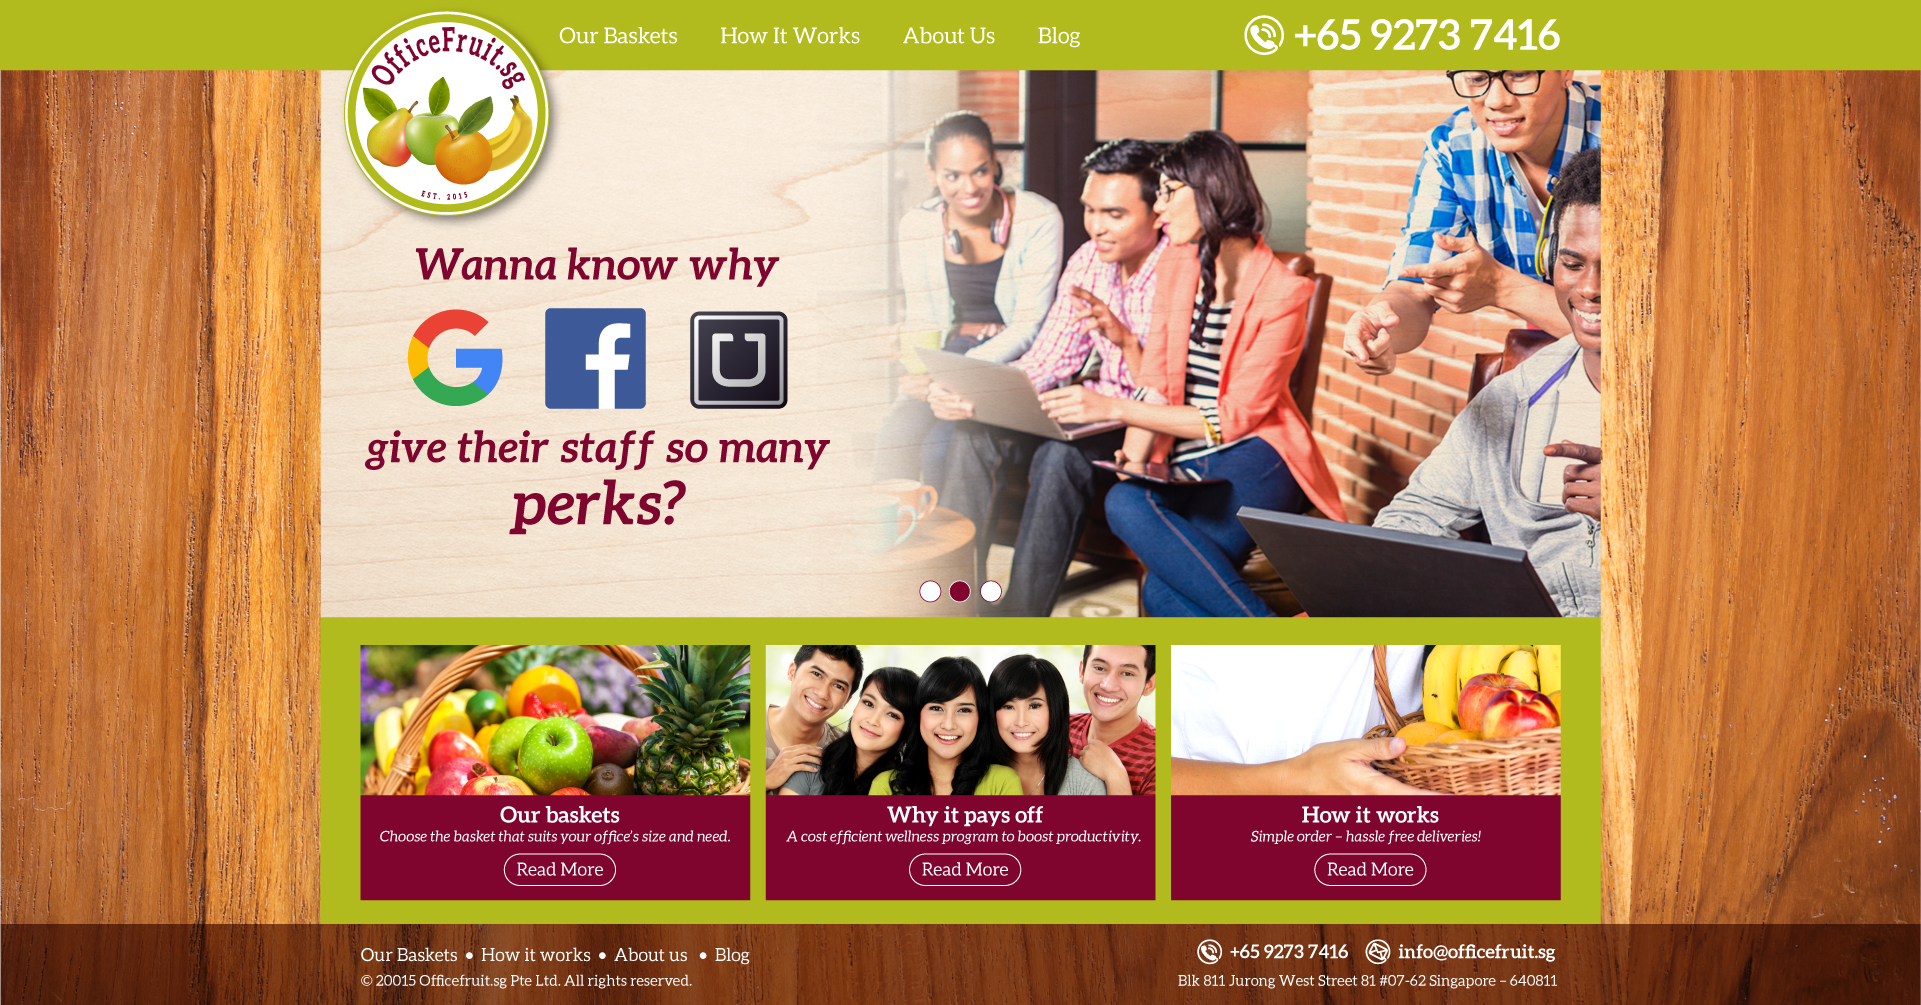 OfficeFruit.sg
EST. 2015
Our Baskets
How It Works
About Us
Blog
+65 9273 7416
Wanna know why
give their staff so many
perks?
Our baskets
Choose the basket that suits your office's size and need.
Read More
Why it pays off
A cost efficient wellness program to boost productivity.
Read More
How it works
Simple order – hassle free deliveries!
Read More
Our Baskets • How it works • About us • Blog
© 20015 Officefruit.sg Pte Ltd. All rights reserved.
+65 9273 7416 info@officefruit.sg
Blk 811 Jurong West Street 81 #07-62 Singapore – 640811